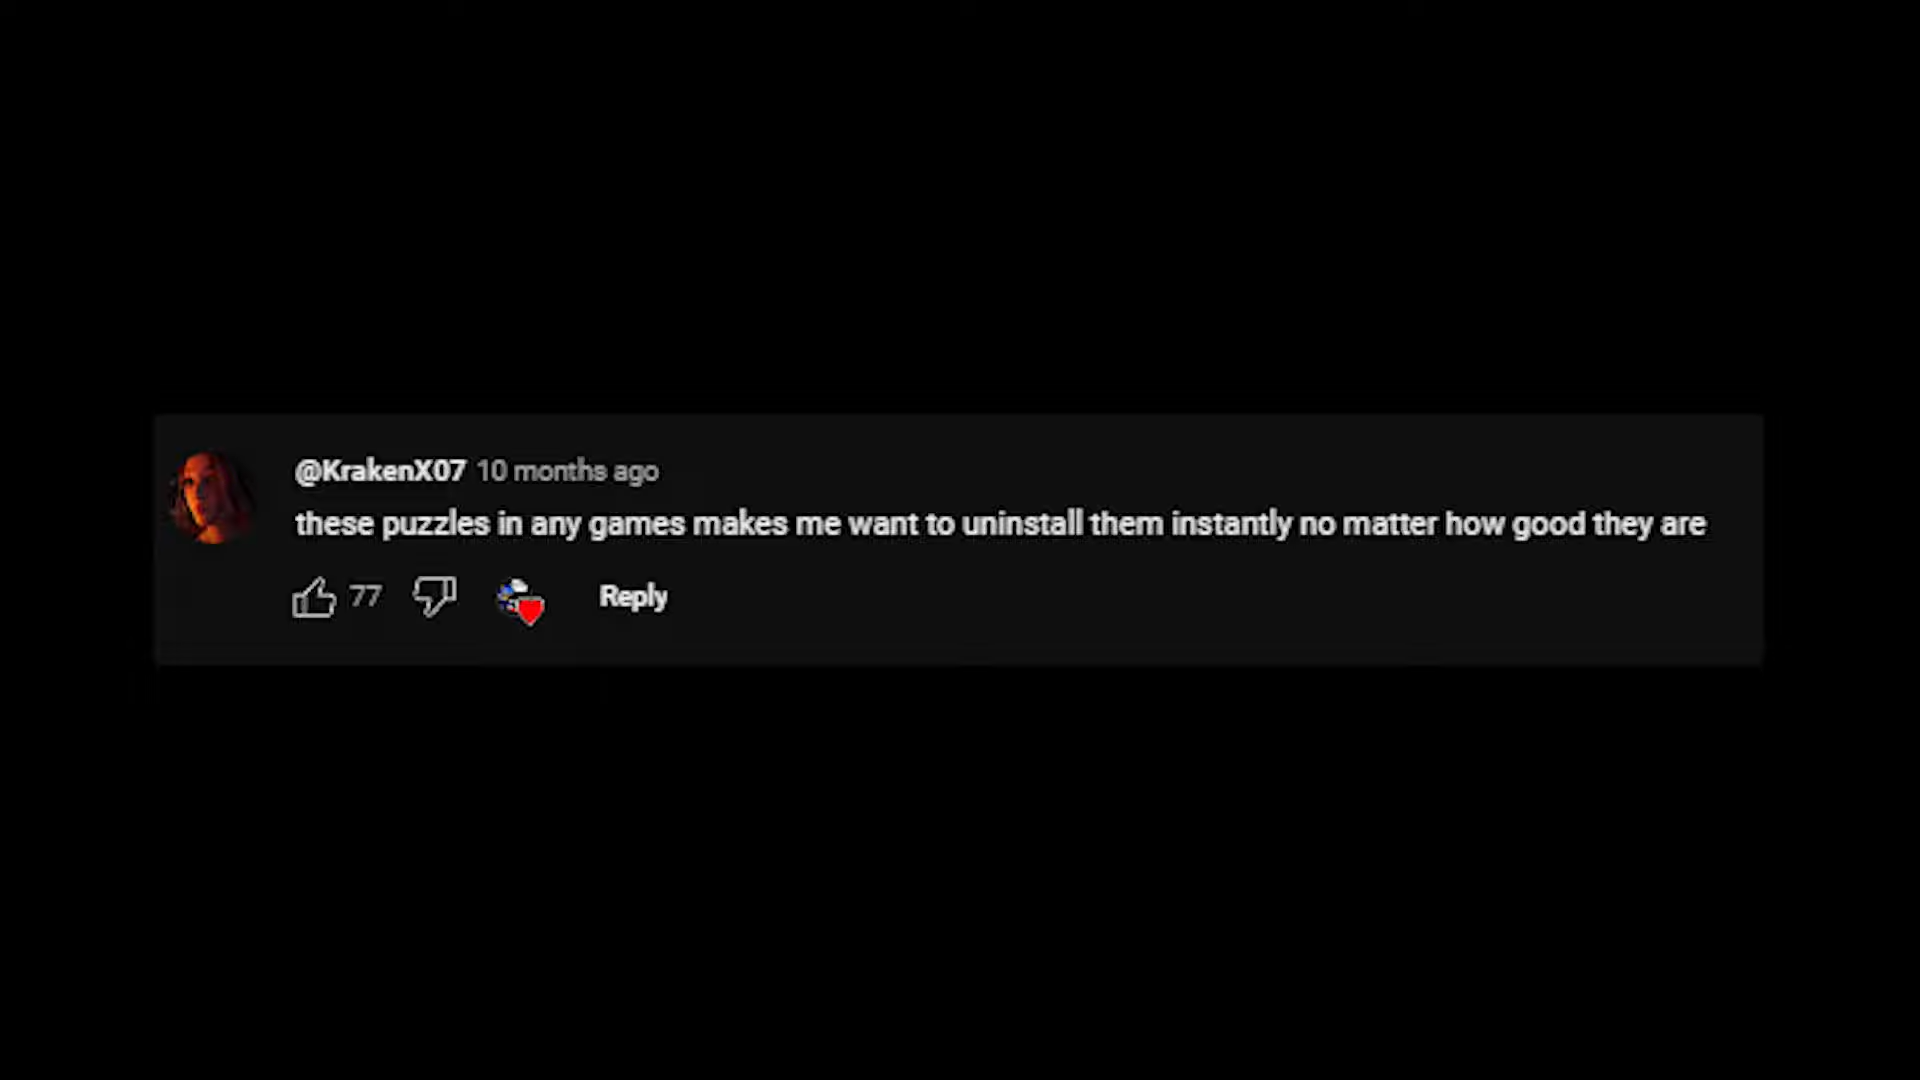 @KrakenX07 10 months ago
these puzzles in any games makes me want to uninstall them instantly no matter how good they are
77 Reply